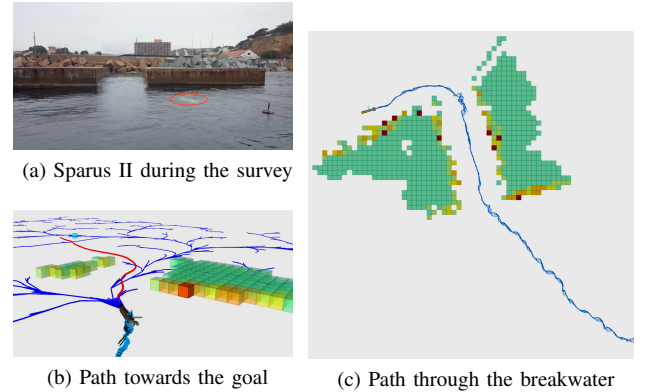 (a) Sparus II during the survey
(b) Path towards the goal
(c) Path through the breakwater